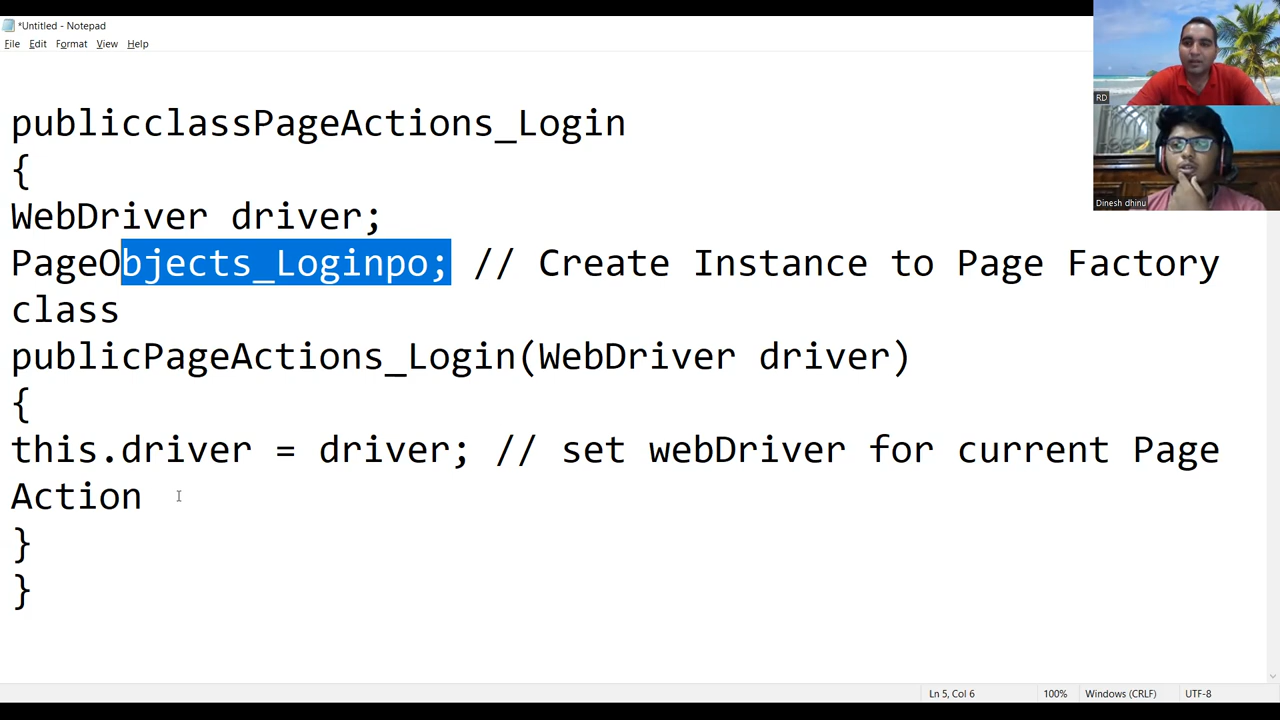 *Untitled - Notepad
File Edit Format View Help
publicclassPageActions_Login
{
WebDriver driver;
PageObjects_Loginpo; // Create Instance to Page Factory
class
publicPageActions_Login(WebDriver driver)
{
this.driver = driver; // set webDriver for current Page
Action
}
}
RD
Dinesh dhinu
Ln 5, Col 6 100% Windows (CRLF) UTF-8